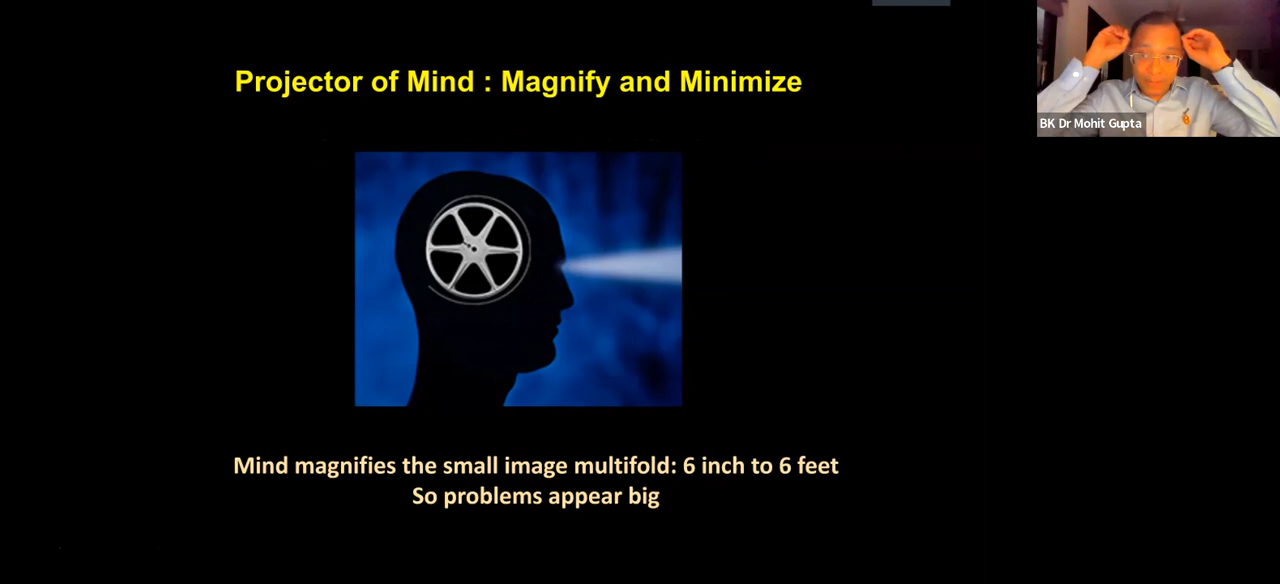 Projector of Mind : Magnify and Minimize
BK Dr Mohit Gupta
Mind magnifies the small image multifold: 6 inch to 6 feet
So problems appear big